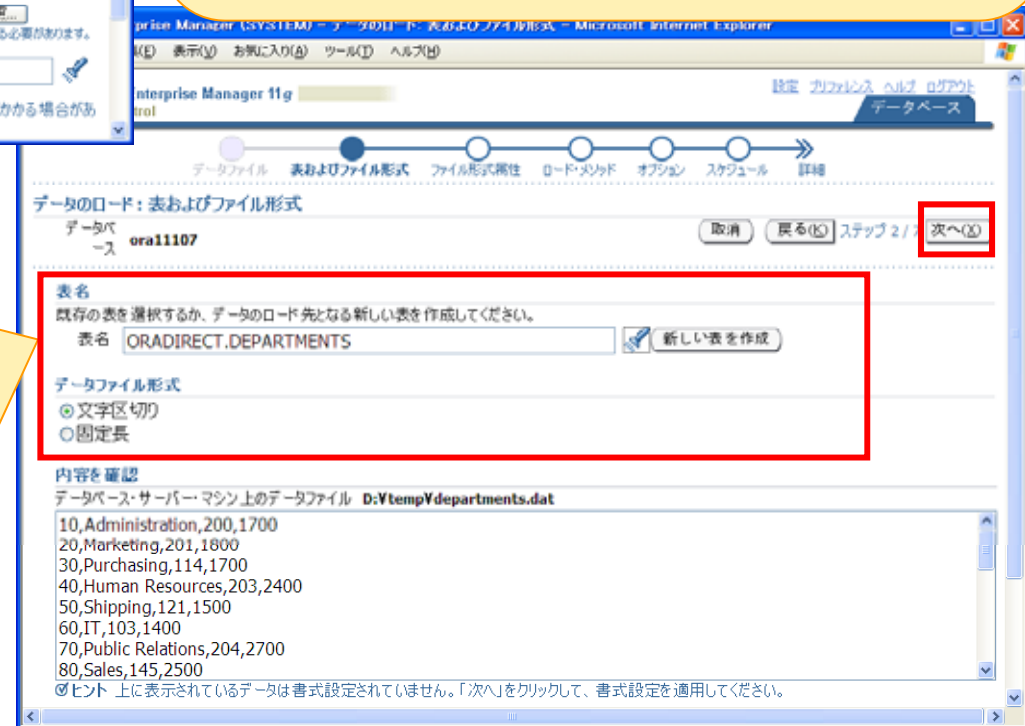 る必要があります。
かかる場合があ
prise Manager (SYSTEM) - データのロード: 表およびファイル形式 - Microsoft Internet Explorer
(E) 表示(V) お気に入り(A) ツール(T) ヘルプ(H)
nterprise Manager 11g
trol
設定 プリファレンス ヘルプ ログアウト
データベース
データファイル 表およびファイル形式 ファイル形式属性 ロード・メソッド オプション スケジュール 詳細
データのロード: 表およびファイル形式
データベース ora11107
取消 戻る(K) ステップ 2 / 7 次へ(X)
表名
既存の表を選択するか、データのロード先となる新しい表を作成してください。
表名 ORADIRECT.DEPARTMENTS 新しい表を作成
データファイル形式
文字区切り
固定長
内容を確認
データベース・サーバー・マシン上のデータファイル D:¥temp¥departments.dat
10,Administration,200,1700
20,Marketing,201,1800
30,Purchasing,114,1700
40,Human Resources,203,2400
50,Shipping,121,1500
60,IT,103,1400
70,Public Relations,204,2700
80,Sales,145,2500
ヒント 上に表示されているデータは書式設定されていません。「次へ」をクリックして、書式設定を適用してください。